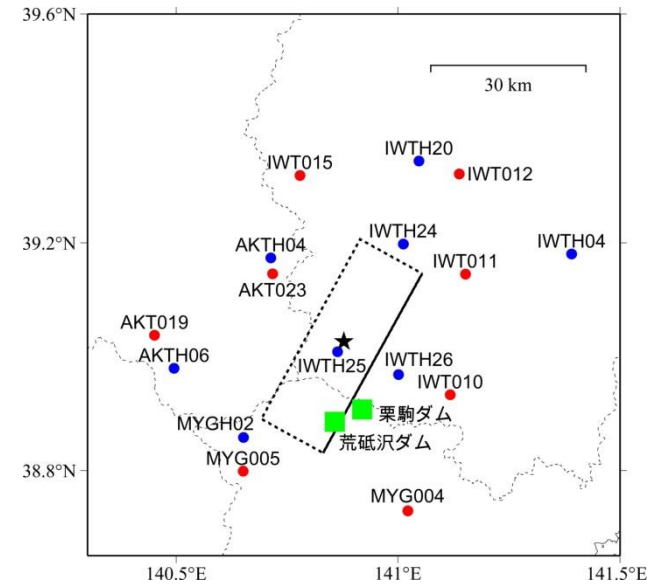 39.6°N
30 km
IWTH20
IWT015
IWT012
IWTH24
39.2°N
AKTH04
IWTH04
IWT011
AKT023
AKT019
AKTH06
IWTH25
IWTH26
IWT010
栗駒ダム
MYGH02
荒砥沢ダム
MYG005
38.8°N
MYG004
140.5°E
141°E
141.5°E